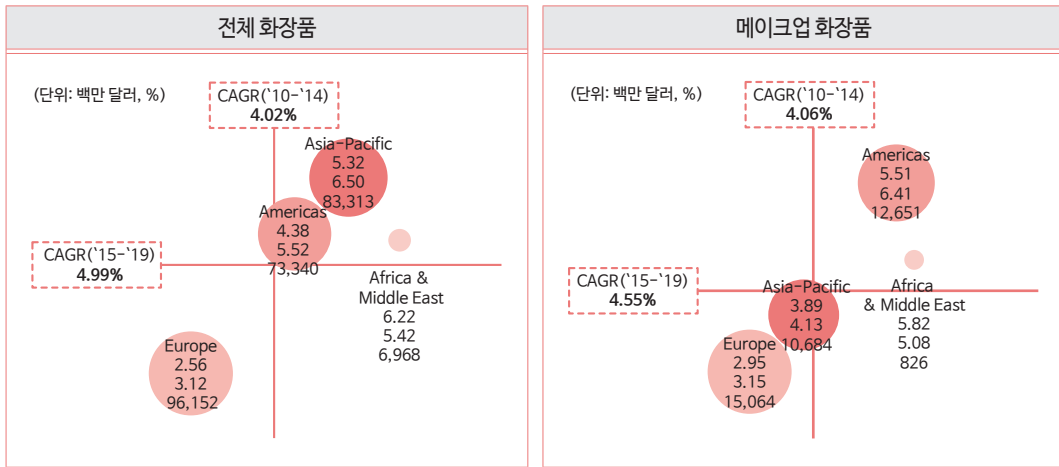 전체 화장품
(단위: 백만 달러, %)
CAGR(`10-`14)
4.02%
Asia-Pacific
5.32
6.50
83,313
Americas
4.38
5.52
73,340
CAGR(`15-`19)
4.99%
Africa &
Middle East
6.22
5.42
6,968
Europe
2.56
3.12
96,152
메이크업 화장품
(단위: 백만 달러, %)
CAGR(`10-`14)
4.06%
Americas
5.51
6.41
12,651
CAGR(`15-`19)
4.55%
Asia-Pacific
3.89
4.13
10,684
Africa
& Middle East
5.82
5.08
826
Europe
2.95
3.15
15,064